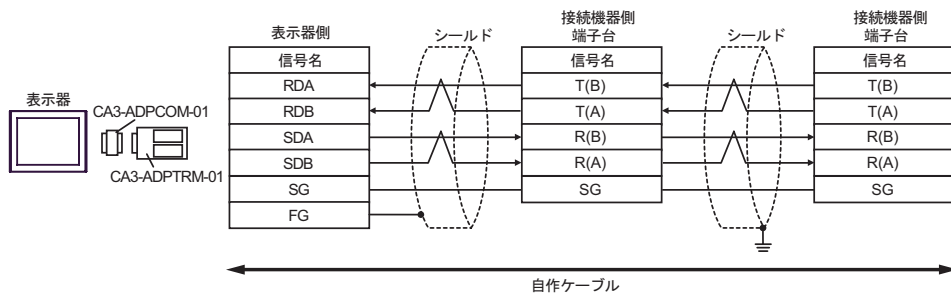 表示器
CA3-ADPCOM-01
CA3-ADPTRM-01
表示器側
信号名
RDA
RDB
SDA
SDB
SG
FG
シールド
接続機器側
端子台
信号名
T(B)
T(A)
R(B)
R(A)
SG
シールド
接続機器側
端子台
信号名
T(B)
T(A)
R(B)
R(A)
SG
自作ケーブル